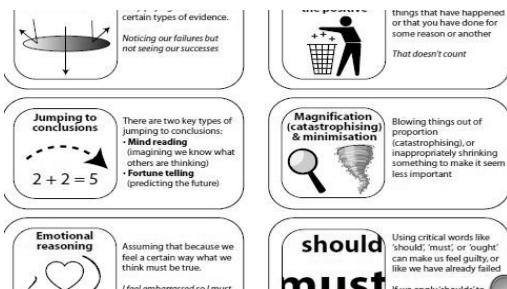 certain types of evidence.
Noticing our failures but
not seeing our successes
the positive
things that have happened
or that you have done for
some reason or another
That doesn't count
Jumping to
conclusions
2 + 2 = 5
There are two key types of
jumping to conclusions:
• Mind reading
(imagining we know what
others are thinking)
• Fortune telling
(predicting the future)
Magnification
(catastrophising)
& minimisation
Blowing things out of
proportion
(catastrophising), or
inappropriately shrinking
something to make it seem
less important
Emotional
reasoning
Assuming that because we
feel a certain way what we
think must be true.
I feel embarrassed so I must
should
must
Using critical words like
'should', 'must', or 'ought'
can make us feel guilty, or
like we have already failed
If we apply 'shoulds' to